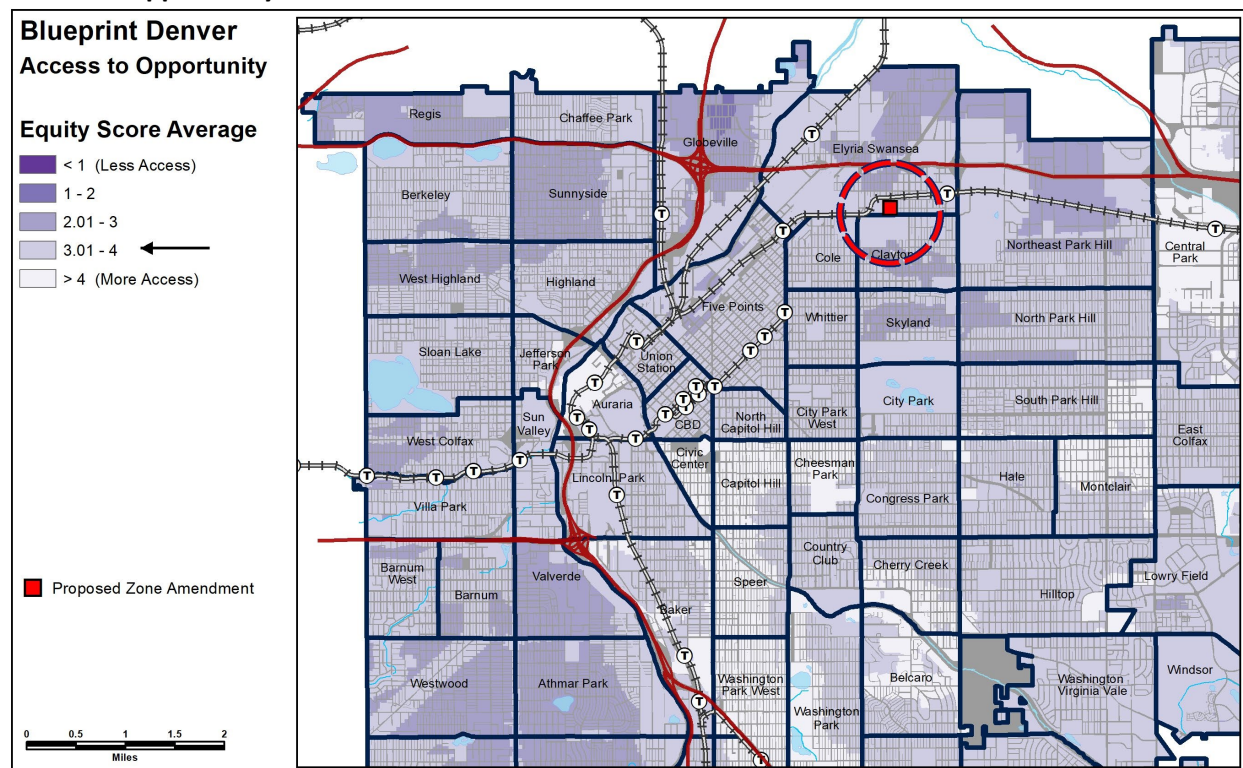 Blueprint Denver
Access to Opportunity
Equity Score Average
< 1 (Less Access)
1 - 2
2.01 - 3
3.01 - 4
> 4 (More Access)
Proposed Zone Amendment
0 0.5 1 1.5 2
Miles
Regis
Chaffee Park
Globeville
Elyria Swansea
Berkeley
Sunnyside
T
T
T
T
T
Northeast Park Hill
Central
Park
Cole
Clayton
West Highland
Highland
Five Points
Whittier
Skyland
North Park Hill
T
T
T
T
Union
Station
Sloan Lake
Jefferson
Park
T
Auraria
T
T
T
T
T
T
T
T
CBD
City Park
South Park Hill
North
Capitol Hill
City Park
West
Sun
Valley
East
Colfax
West Colfax
T
Civic
Center
Cheesman
Park
Capitol Hill
Lincoln Park
T
T
T
T
T
Hale
Montclair
Congress Park
Villa Park
Country
Club
Cherry Creek
Barnum
West
Barnum
Valverde
Speer
Hilltop
Lowry Field
Baker
T
Westwood
Athmar Park
Washington
Park West
Belcaro
Washington
Virginia Vale
Windsor
T
Washington
Park
T